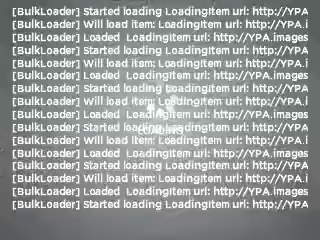 [BulkLoader] Started loading LoadingItem url: http://YPA
[BulkLoader] Will load item: LoadingItem url: http://YPA.i
[BulkLoader] Loaded  LoadingItem url: http://YPA.images
[BulkLoader] Started loading LoadingItem url: http://YPA
[BulkLoader] Will load item: LoadingItem url: http://YPA.i
[BulkLoader] Loaded  LoadingItem url: http://YPA.images
[BulkLoader] Started loading LoadingItem url: http://YPA
[BulkLoader] Will load item: LoadingItem url: http://YPA.i
[BulkLoader] Loaded  LoadingItem url: http://YPA.images
[BulkLoader] Started loading LoadingItem url: http://YPA
LOADING
[BulkLoader] Will load item: LoadingItem url: http://YPA.i
[BulkLoader] Loaded  LoadingItem url: http://YPA.images
[BulkLoader] Started loading LoadingItem url: http://YPA
[BulkLoader] Will load item: LoadingItem url: http://YPA.i
[BulkLoader] Loaded  LoadingItem url: http://YPA.images
[BulkLoader] Started loading LoadingItem url: http://YPA